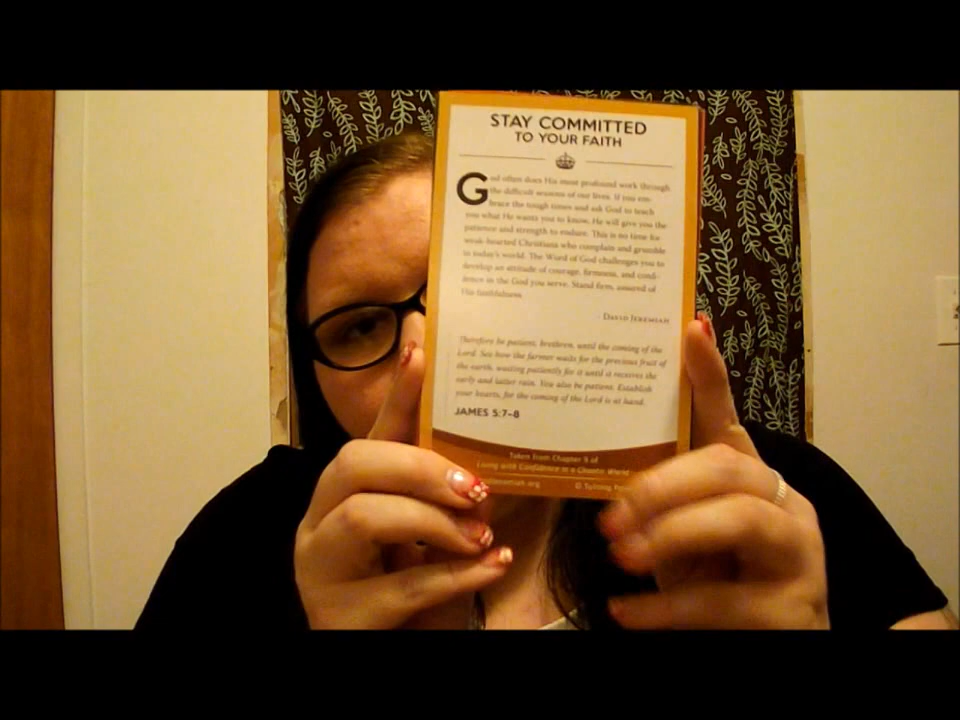 STAY COMMITTED
TO YOUR FAITH
God often does His most profound work through
the difficult seasons of our lives. If you em-
brace the tough times and ask God to teach
you what He wants you to know, He will give you the
patience and strength to endure. This is no time for
weak-hearted Christians who complain and grumble
in today's world. The Word of God challenges you to
develop an attitude of courage, firmness, and confi-
dence in the God you serve. Stand firm, assured of
His faithfulness.
- DAVID JEREMIAH
Therefore be patient, brethren, until the coming of the
Lord. See how the farmer waits for the precious fruit of
the earth, waiting patiently for it until it receives the
early and latter rain. You also be patient. Establish
your hearts, for the coming of the Lord is at hand.
JAMES 5:7-8
Taken from Chapter 9 of
Living with Confidence in a Chaotic World
© Turning